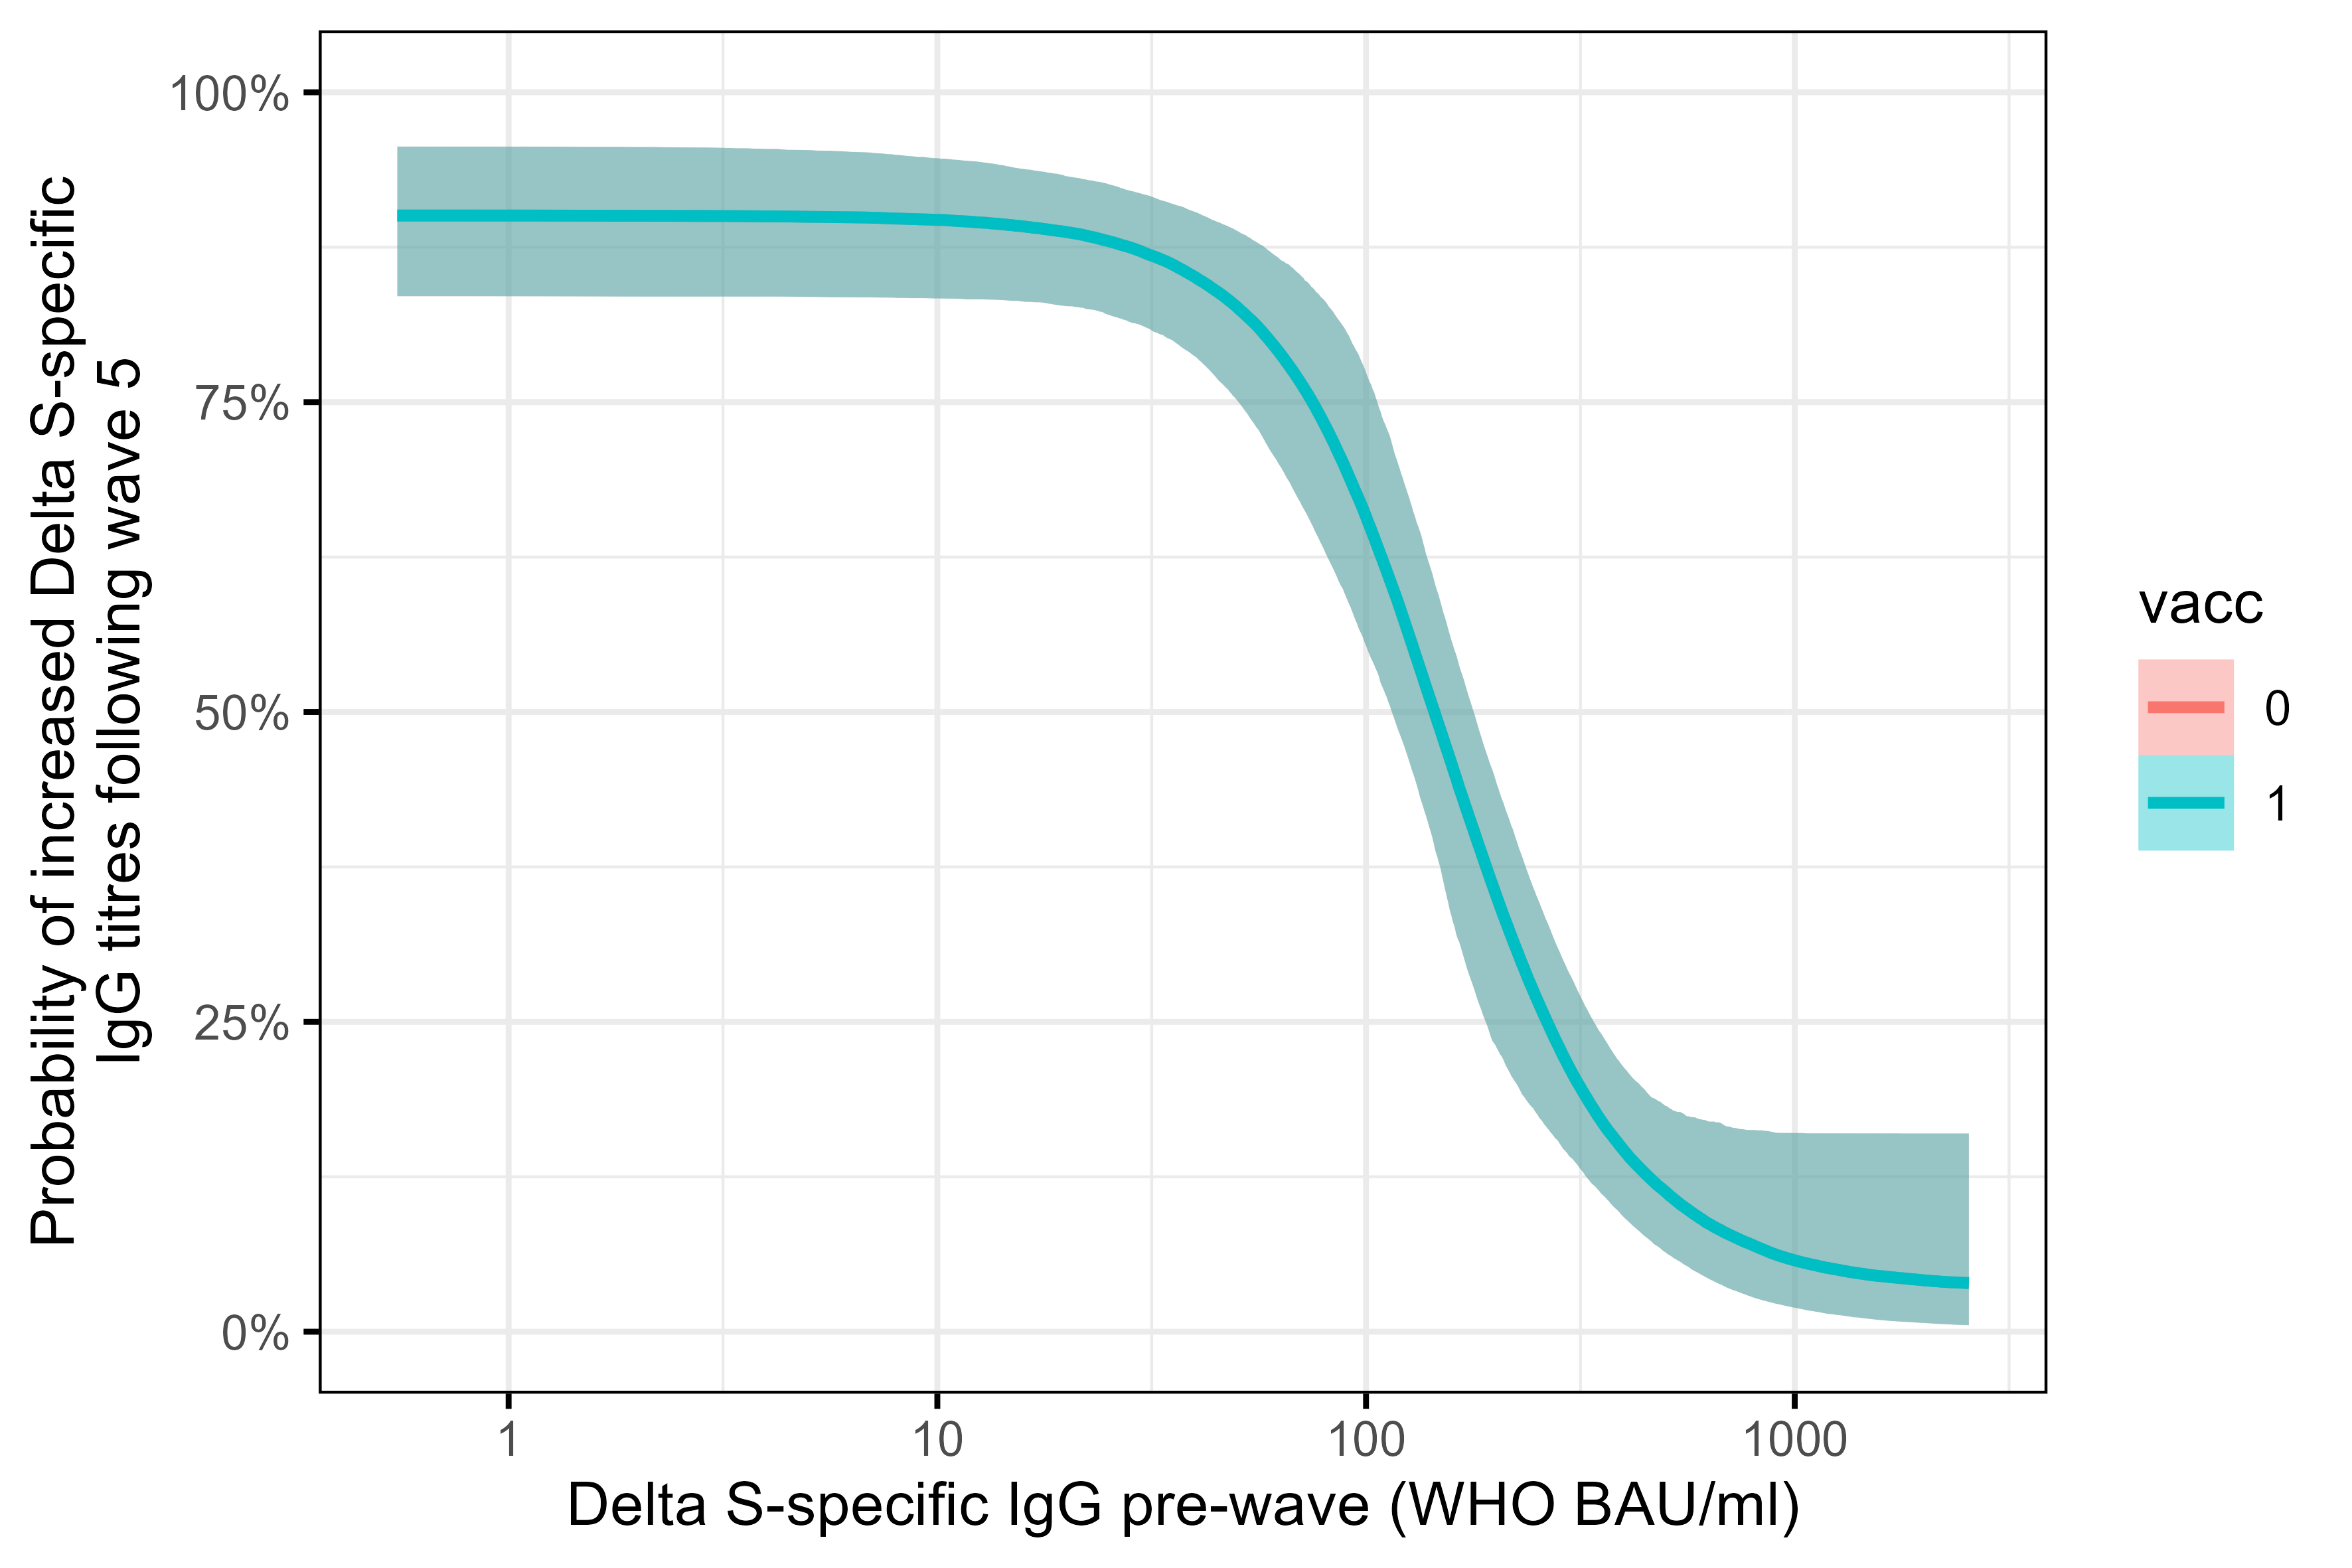 Probability of increased Delta S-specific
IgG titres following wave 5
100%
75%
50%
25%
0%
1
10
100
1000
Delta S-specific IgG pre-wave (WHO BAU/ml)
vacc
0
1